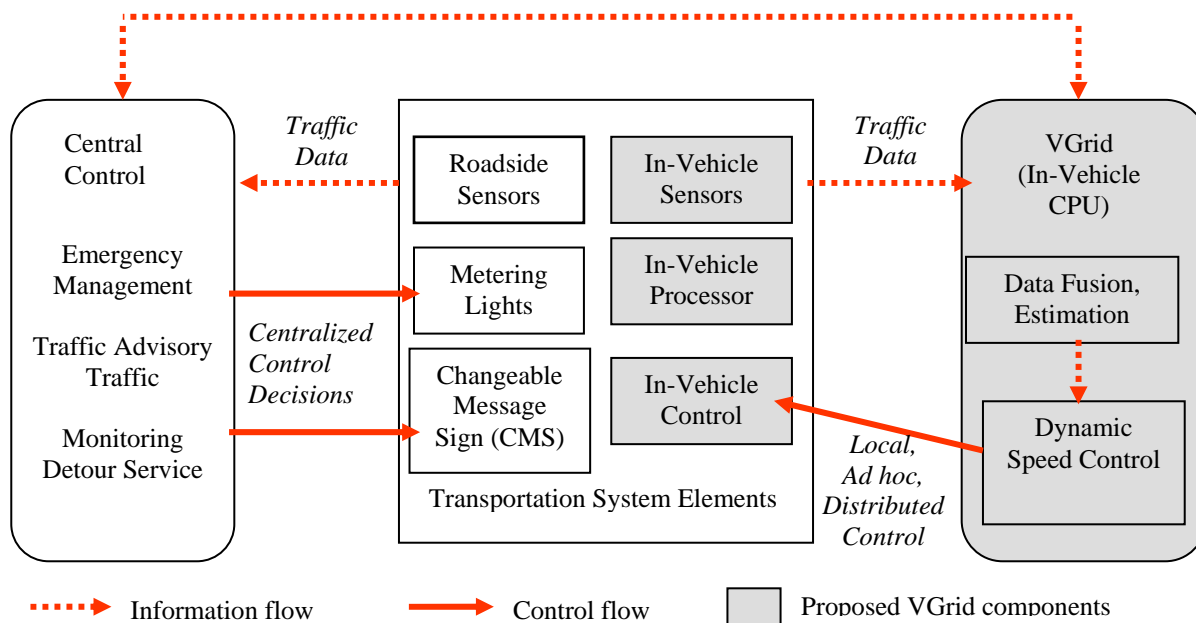 Central
Control
Emergency
Management
Traffic Advisory
Traffic
Monitoring
Detour Service
Traffic
Data
Centralized
Control
Decisions
Roadside
Sensors
In-Vehicle
Sensors
Metering
Lights
In-Vehicle
Processor
Changeable
Message
Sign (CMS)
In-Vehicle
Control
Transportation System Elements
Traffic
Data
Local,
Ad hoc,
Distributed
Control
VGrid
(In-Vehicle
CPU)
Data Fusion,
Estimation
Dynamic
Speed Control
Information flow
Control flow
Proposed VGrid components